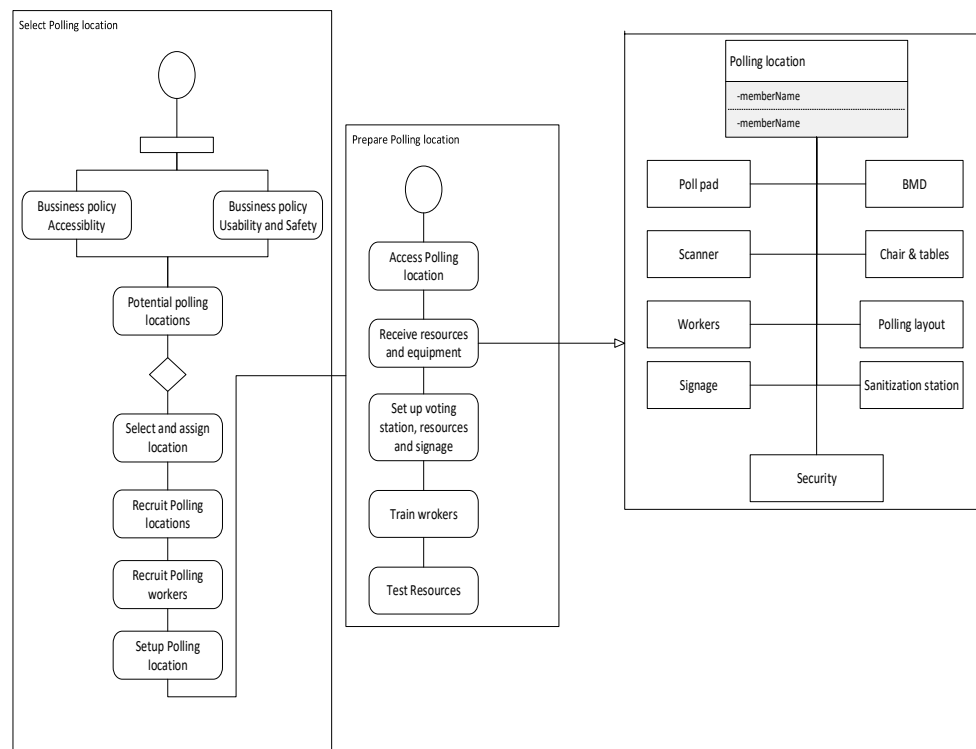 Select Polling location
Bussiness policy
Accessiblity
Bussiness policy
Usability and Safety
Potential polling
locations
Select and assign
location
Recruit Polling
locations
Recruit Polling
workers
Setup Polling
location
Prepare Polling location
Access Polling
location
Receive resources
and equipment
Set up voting
station, resources
and signage
Train wrokers
Test Resources
Polling location
-memberName
-memberName
Poll pad
BMD
Scanner
Chair & tables
Workers
Polling layout
Signage
Sanitization station
Security